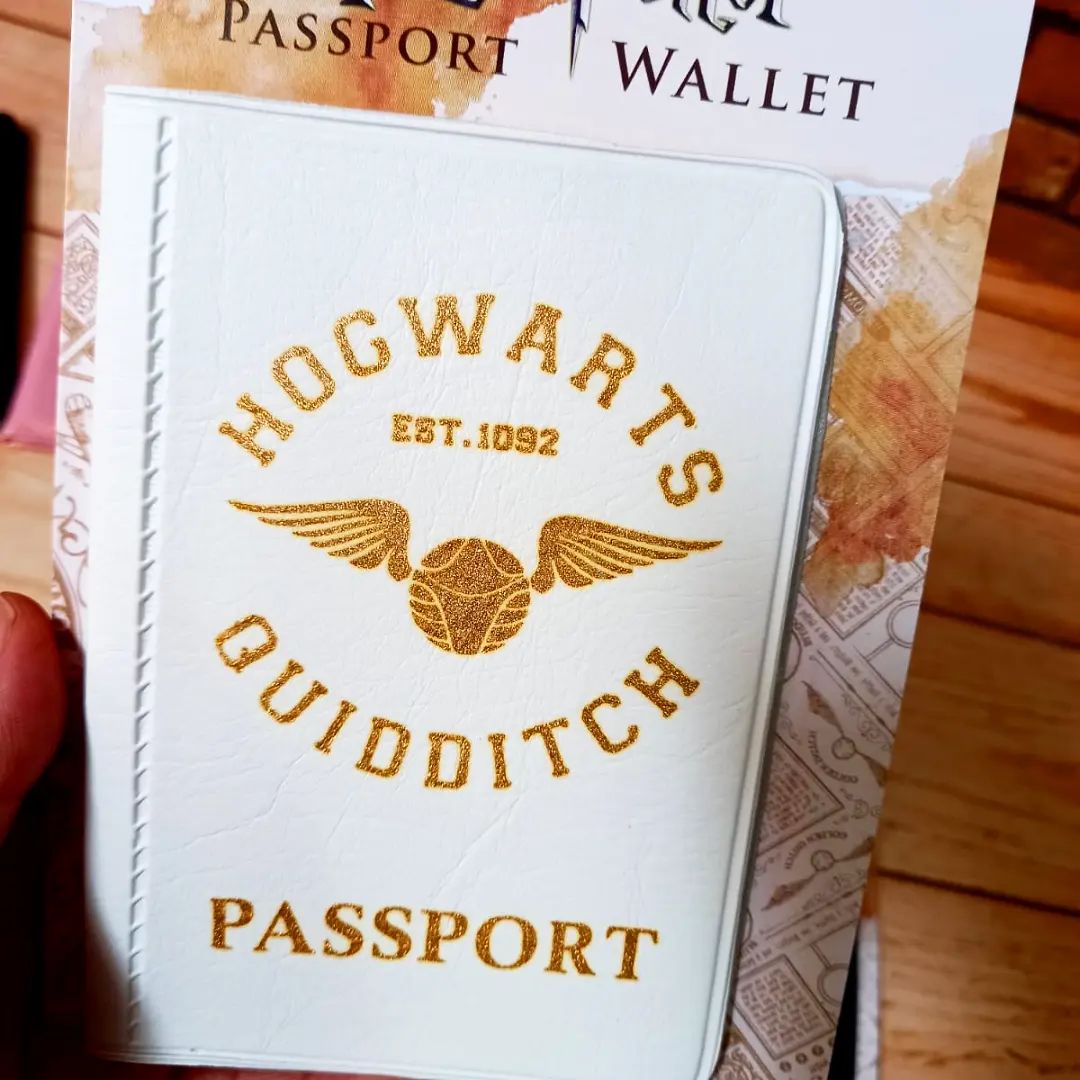 PASSPORT WALLET
HOGWARTS
EST.1092
QUIDDITCH
PASSPORT